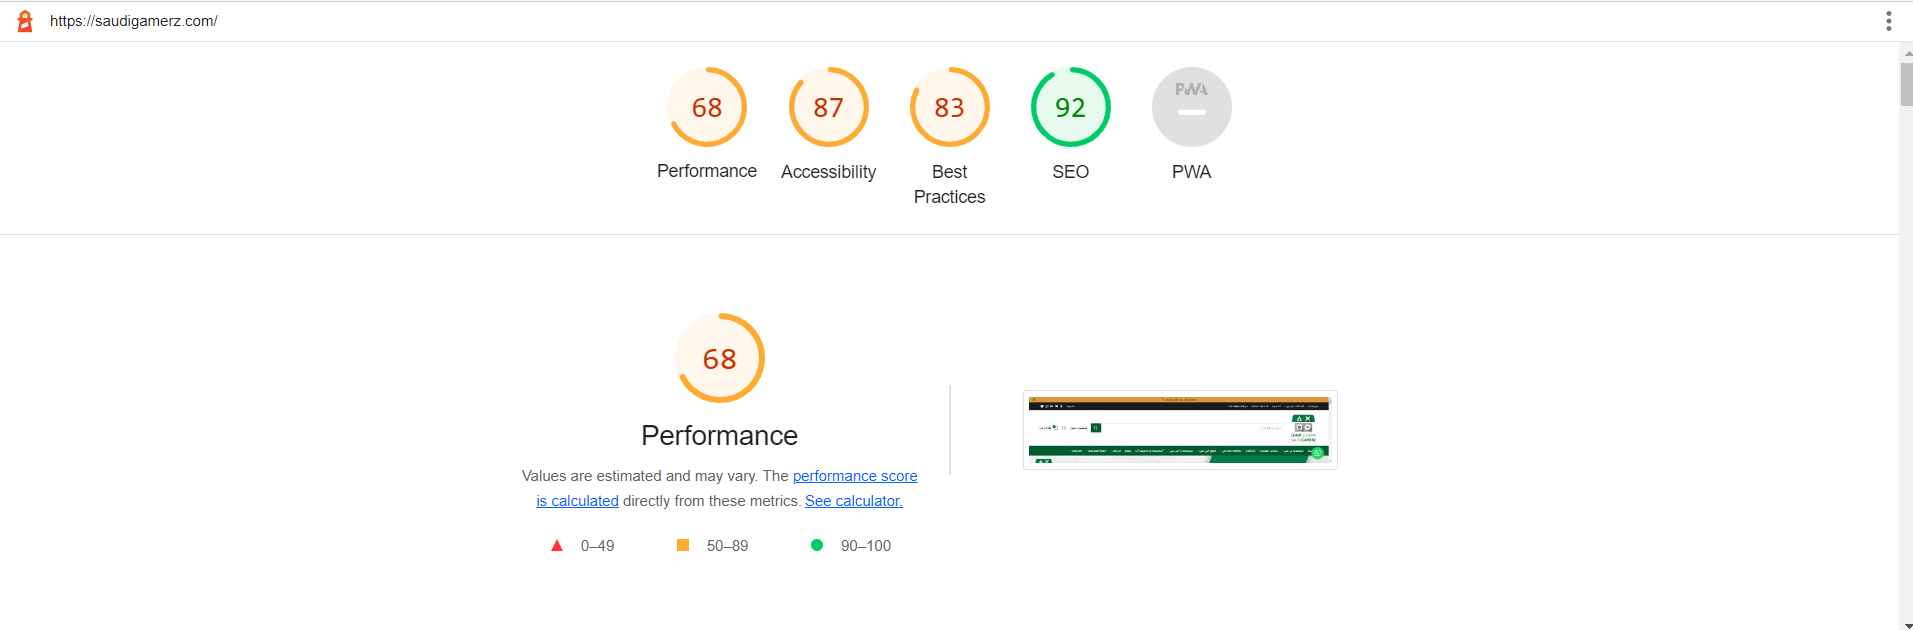 https://saudigamerz.com/
68
87
83
92
PWA
Performance
Accessibility
Best
Practices
SEO
PWA
68
Performance
Values are estimated and may vary. The performance score
is calculated directly from these metrics. See calculator.
0–49
50–89
90–100